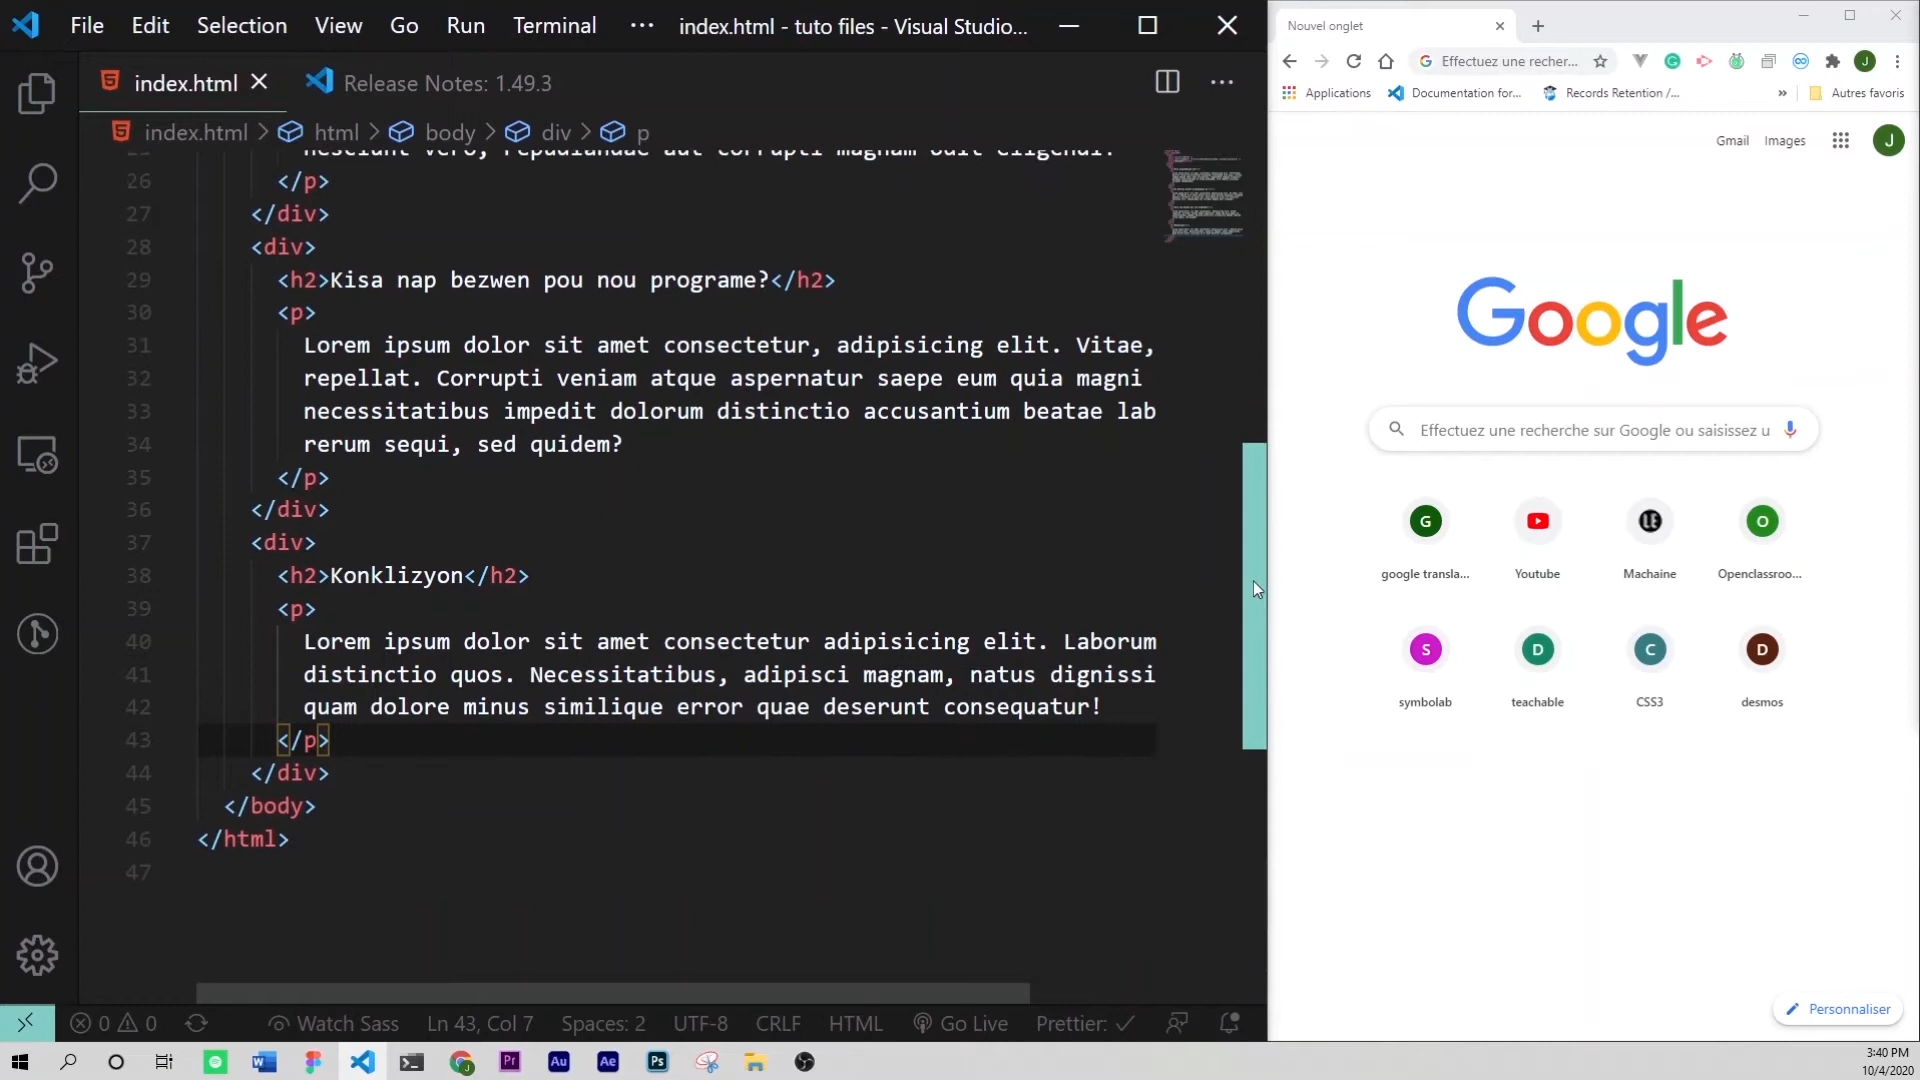 File Edit Selection View Go Run Terminal ··· index.html - tuto files - Visual Studio...
index.html Release Notes: 1.49.3 ···
index.html > html > body > div > p
26 </p>
27 </div>
28 <div>
29 <h2>Kisa nap bezwen pou nou programe?</h2>
30 <p>
31 Lorem ipsum dolor sit amet consectetur, adipisicing elit. Vitae,
32 repellat. Corrupti veniam atque aspernatur saepe eum quia magni
33 necessitatibus impedit dolorum distinctio accusantium beatae lab
34 rerum sequi, sed quidem?
35 </p>
36 </div>
37 <div>
38 <h2>Konklizyon</h2>
39 <p>
40 Lorem ipsum dolor sit amet consectetur adipisicing elit. Laborum
41 distinctio quos. Necessitatibus, adipisci magnam, natus dignissi
42 quam dolore minus similique error quae deserunt consequatur!
43 </p>
44 </div>
45 </body>
46 </html>
47
0 0 Watch Sass Ln 43, Col 7 Spaces: 2 UTF-8 CRLF HTML Go Live Prettier: ✓
Nouvel onglet
Effectuez une recher...
Applications Documentation for... Records Retention /... » Autres favoris
Gmail Images J
Google
Effectuez une recherche sur Google ou saisissez u
G LE O
google transla... Youtube Machaine Openclassroo...
S D C D
symbolab teachable CSS3 desmos
Personnaliser
Pr Au Ae Ps
3:40 PM
10/4/2020